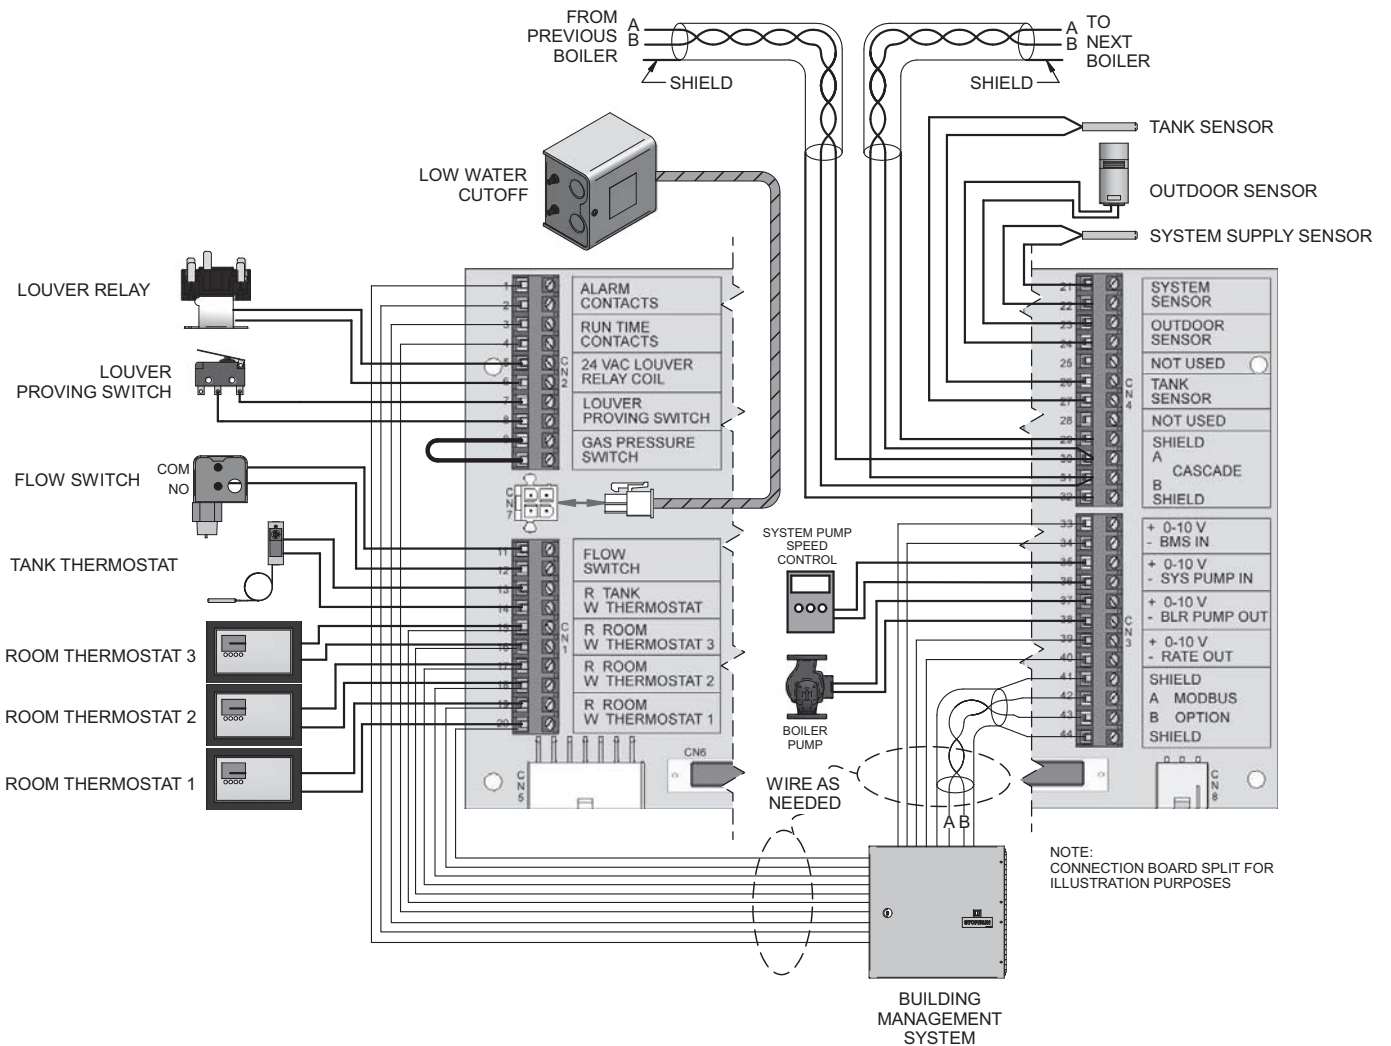 FROM
PREVIOUS
BOILER
A
B
SHIELD
A
B
TO
NEXT
BOILER
SHIELD
TANK SENSOR
OUTDOOR SENSOR
SYSTEM SUPPLY SENSOR
LOW WATER
CUTOFF
LOUVER RELAY
LOUVER
PROVING SWITCH
FLOW SWITCH
COM
NO
TANK THERMOSTAT
ROOM THERMOSTAT 3
ROOM THERMOSTAT 2
ROOM THERMOSTAT 1
1
2
3
4
5
6
7
8
9
CN2
ALARM
CONTACTS
RUN TIME
CONTACTS
24 VAC LOUVER
RELAY COIL
LOUVER
PROVING SWITCH
GAS PRESSURE
SWITCH
CN7
11
12
13
14
15
16
17
18
19
20
CN1
FLOW
SWITCH
R TANK
W THERMOSTAT
R ROOM
W THERMOSTAT 3
R ROOM
W THERMOSTAT 2
R ROOM
W THERMOSTAT 1
CN5
CN6
21
22
23
24
25
26
27
28
29
30
31
32
CN4
SYSTEM
SENSOR
OUTDOOR
SENSOR
NOT USED
TANK
SENSOR
NOT USED
SHIELD
A
CASCADE
B
SHIELD
33
34
35
36
37
38
39
40
41
42
43
44
CN3
+ 0-10 V
- BMS IN
+ 0-10 V
- SYS PUMP IN
+ 0-10 V
- BLR PUMP OUT
+ 0-10 V
- RATE OUT
SHIELD
A MODBUS
B OPTION
SHIELD
CN8
SYSTEM PUMP
SPEED
CONTROL
BOILER
PUMP
WIRE AS
NEEDED
A B
NOTE:
CONNECTION BOARD SPLIT FOR
ILLUSTRATION PURPOSES
BUILDING
MANAGEMENT
SYSTEM